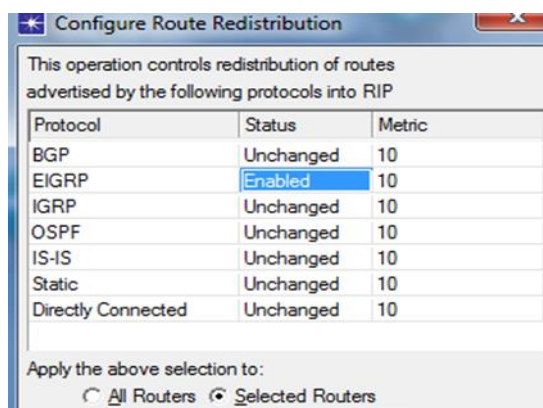 Configure Route Redistribution
This operation controls redistribution of routes
advertised by the following protocols into RIP
Protocol Status Metric
BGP Unchanged 10
EIGRP Enabled 10
IGRP Unchanged 10
OSPF Unchanged 10
IS-IS Unchanged 10
Static Unchanged 10
Directly Connected Unchanged 10
Apply the above selection to:
All Routers Selected Routers